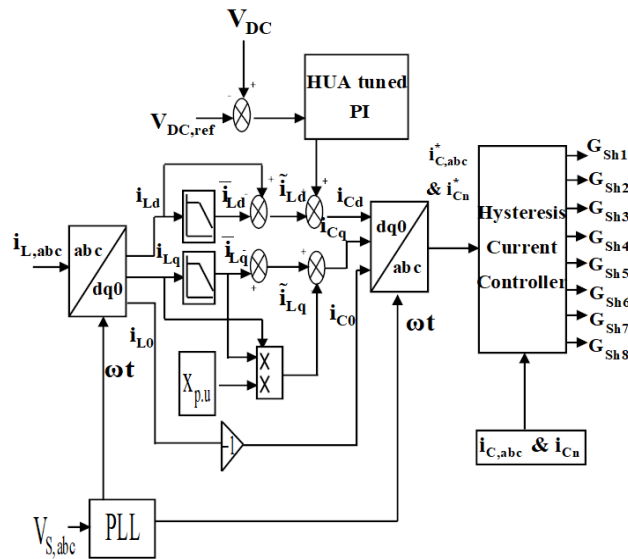 V_DC
HUA tuned
PI
V_DC,ref
- +
i*_C,abc
& i*_Cn
G_Sh1
G_Sh2
G_Sh3
G_Sh4
G_Sh5
G_Sh6
G_Sh7
G_Sh8
i_Ld
i̅_Ld
- +
ĩ_Ld
+ +
i_Cd
i_Cq
dq0
abc
Hysteresis
Current
Controller
i_L,abc
abc
dq0
i_Lq
i̅_Lq
- +
ĩ_Lq
+
i_C0
i_L0
ωt
X
X
X_p.u
ωt
-1
i_C,abc & i_Cn
V_S,abc
PLL